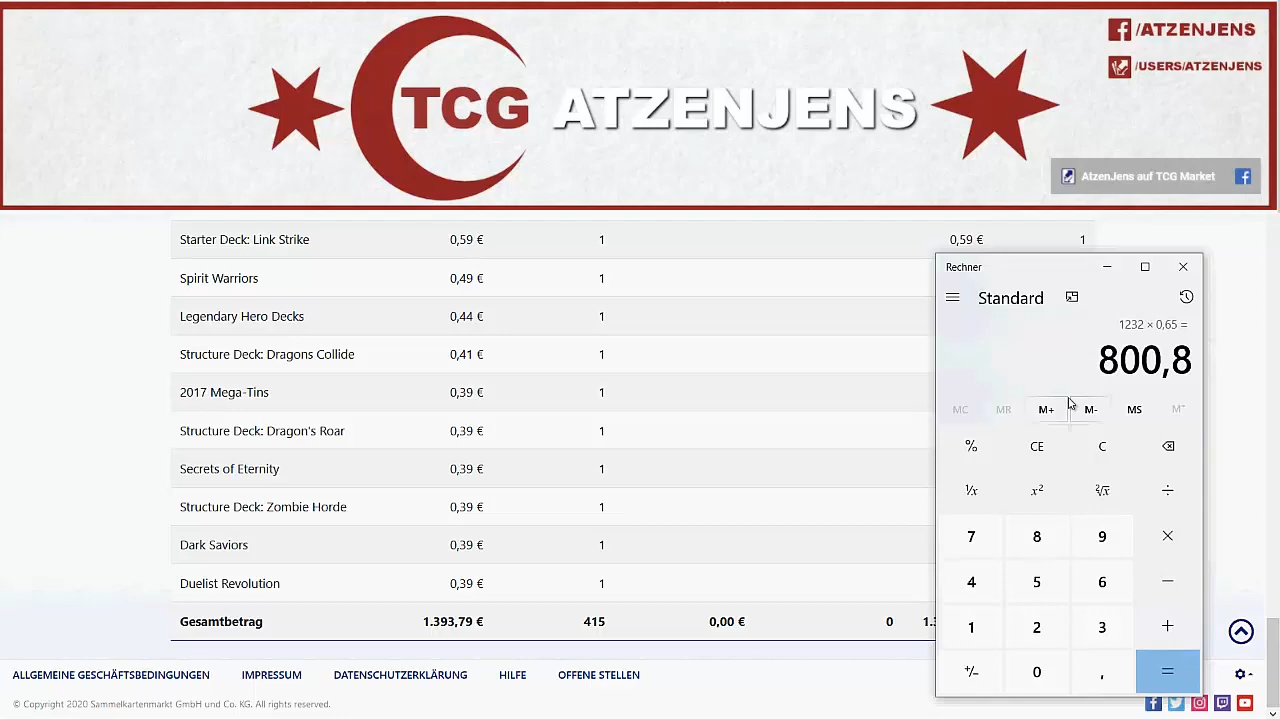 /ATZENJENS
/USERS/ATZENJENS
TCG ATZENJENS
AtzenJens auf TCG Market
Starter Deck: Link Strike 0,59 € 1 0,59 € 1
Spirit Warriors 0,49 € 1
Legendary Hero Decks 0,44 € 1
Structure Deck: Dragons Collide 0,41 € 1
2017 Mega-Tins 0,39 € 1
Structure Deck: Dragon's Roar 0,39 € 1
Secrets of Eternity 0,39 € 1
Structure Deck: Zombie Horde 0,39 € 1
Dark Saviors 0,39 € 1
Duelist Revolution 0,39 € 1
Gesamtbetrag 1.393,79 € 415 0,00 € 0 1.3
Rechner
Standard
1232 × 0,65 =
800,8
MC MR M+ M- MS M˅
% CE C
¹/x x² ²√x ÷
7 8 9 ×
4 5 6 −
1 2 3 +
+/− 0 , =
ALLGEMEINE GESCHÄFTSBEDINGUNGEN IMPRESSUM DATENSCHUTZERKLÄRUNG HILFE OFFENE STELLEN
© Copyright 2020 Sammelkartenmarkt GmbH und Co. KG. All rights reserved.